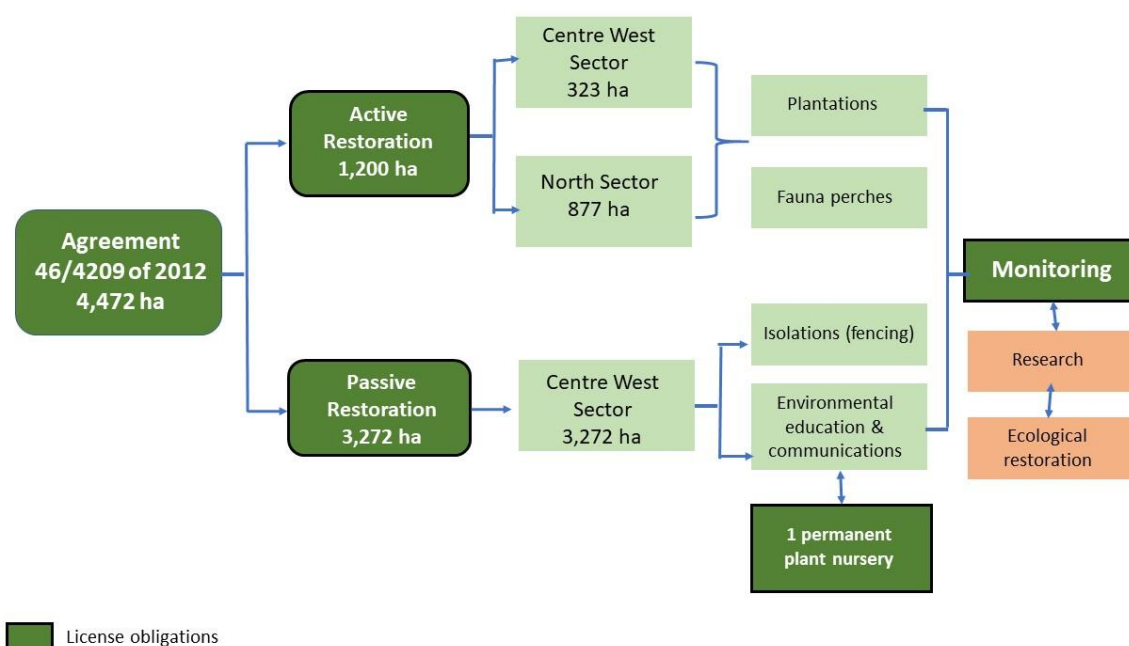 Agreement
46/4209 of 2012
4,472 ha
Active
Restoration
1,200 ha
Centre West
Sector
323 ha
North Sector
877 ha
Plantations
Fauna perches
Passive
Restoration
3,272 ha
Centre West
Sector
3,272 ha
Isolations (fencing)
Environmental
education &
communications
1 permanent
plant nursery
Monitoring
Research
Ecological
restoration
License obligations